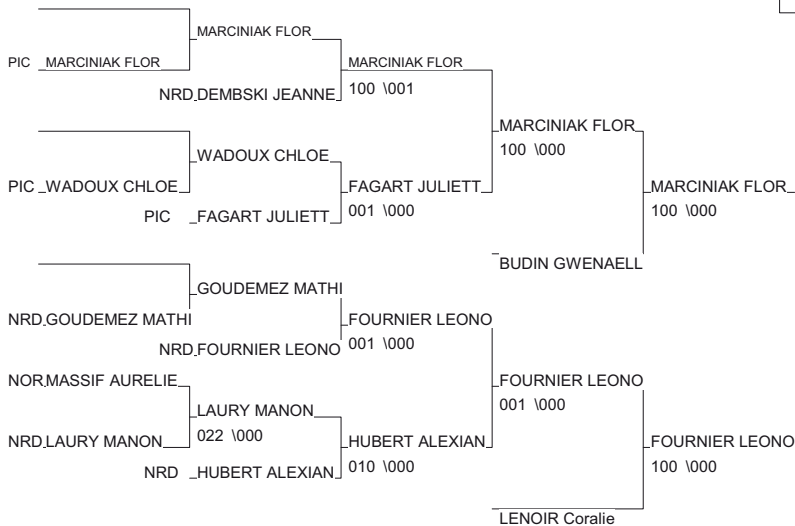 MARCINIAK FLOR
PIC MARCINIAK FLOR MARCINIAK FLOR
NRD DEMBSKI JEANNE 100 \001
MARCINIAK FLOR
100 \000
WADOUX CHLOE
PIC WADOUX CHLOE FAGART JULIETT MARCINIAK FLOR
PIC FAGART JULIETT 001 \000 100 \000
BUDIN GWENAELL
GOUDEMEZ MATHI
NRD GOUDEMEZ MATHI FOURNIER LEONO
NRD FOURNIER LEONO 001 \000
NOR MASSIF AURELIE FOURNIER LEONO
001 \000
LAURY MANON
022 \000
NRD LAURY MANON HUBERT ALEXIAN FOURNIER LEONO
NRD HUBERT ALEXIAN 010 \000 100 \000
LENOIR Coralie